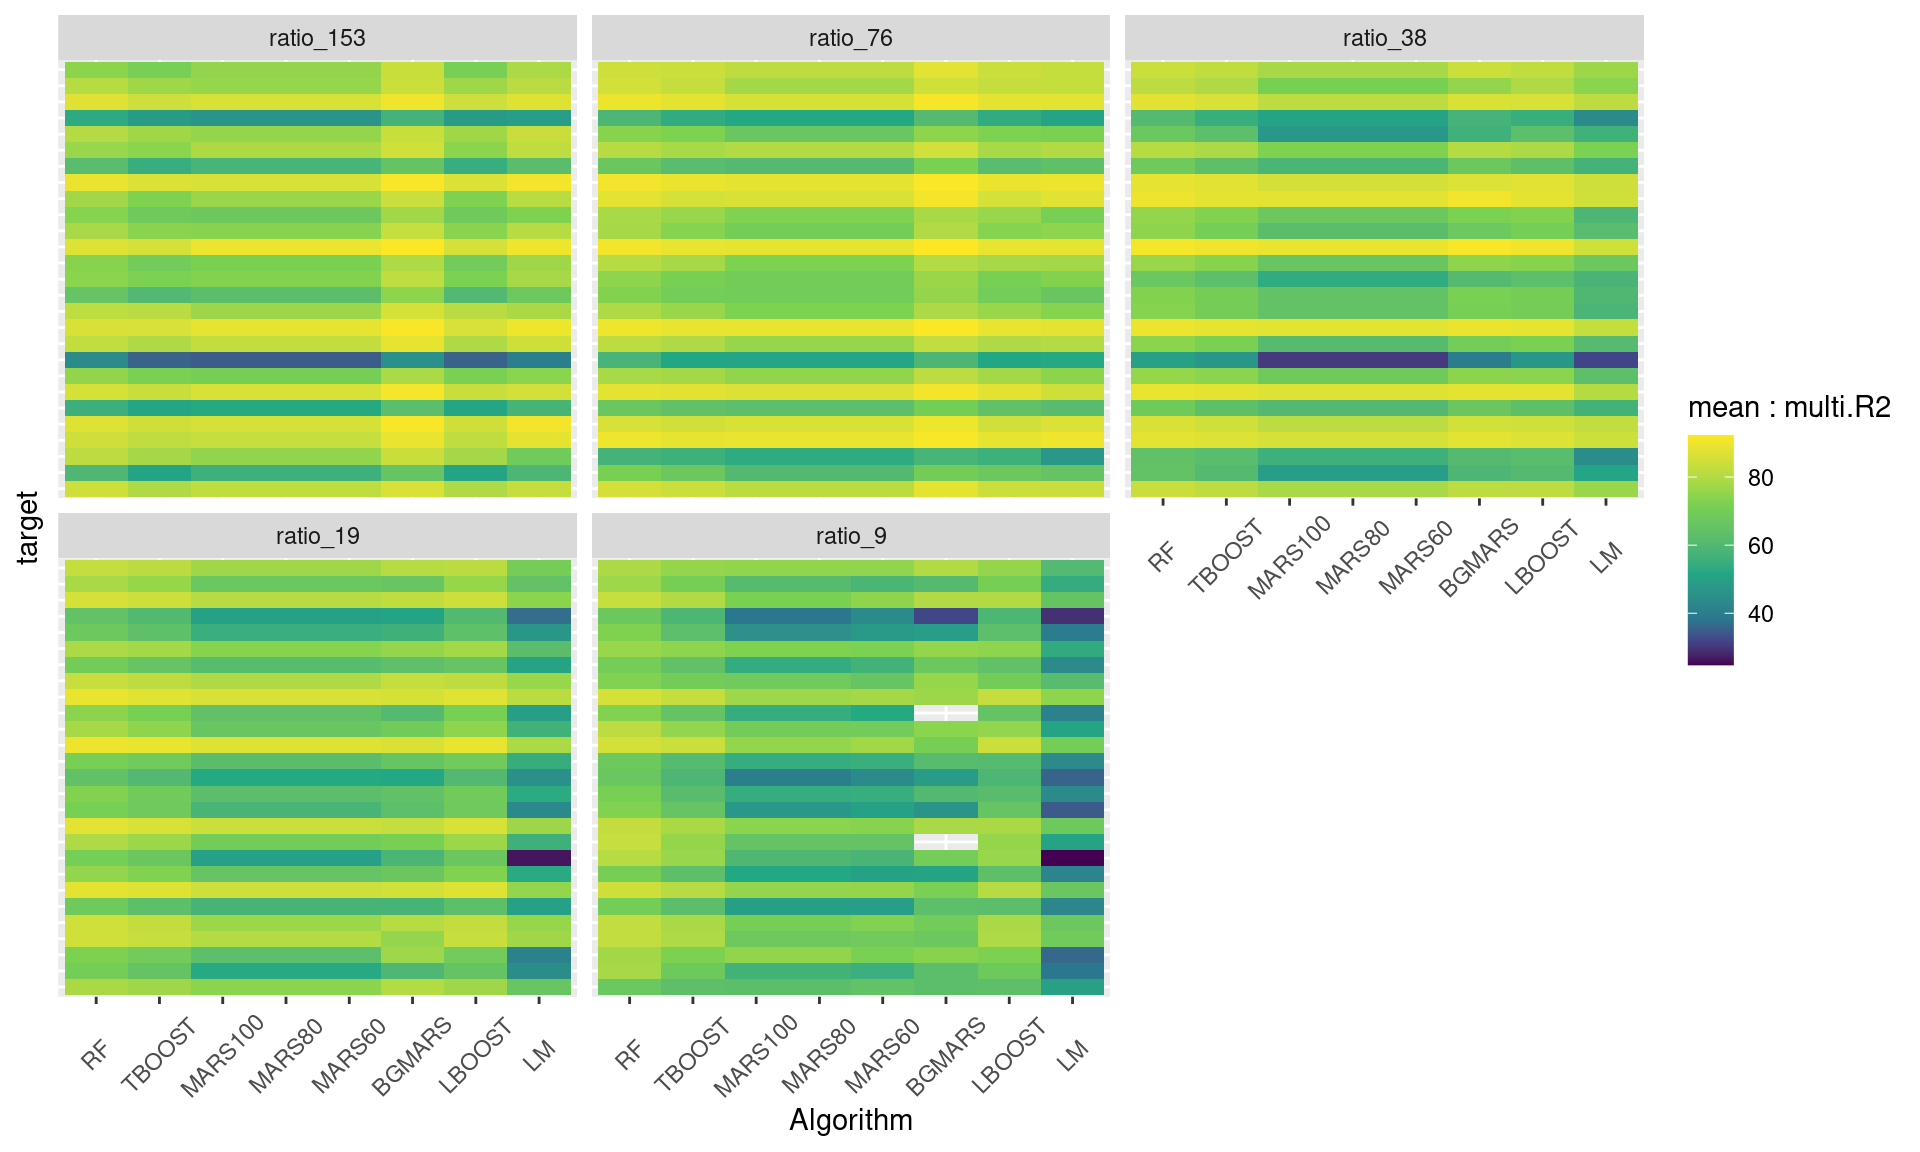 ratio_153
ratio_76
ratio_38
target
mean : multi.R2
80
60
40
RF
TBOOST
MARS100
MARS80
MARS60
BGMARS
LBOOST
LM
ratio_19
ratio_9
RF
TBOOST
MARS100
MARS80
MARS60
BGMARS
LBOOST
LM
RF
TBOOST
MARS100
MARS80
MARS60
BGMARS
LBOOST
LM
Algorithm